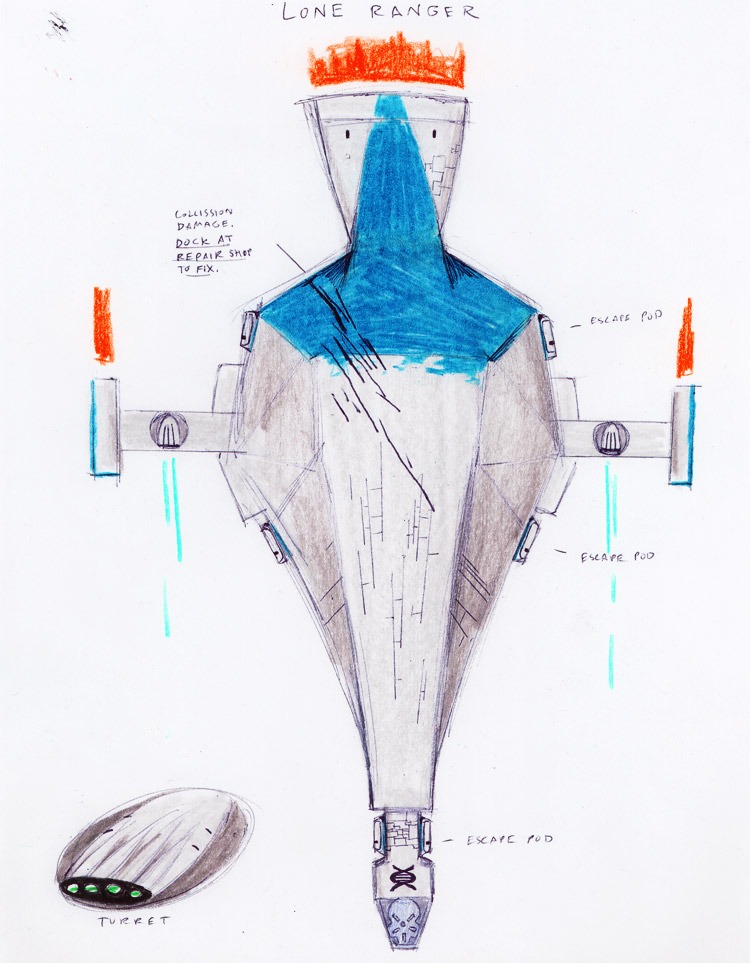 LONE RANGER
COLLISSION
DAMAGE.
DOCK AT
REPAIR SHOP
TO FIX.
ESCAPE POD
ESCAPE POD
ESCAPE POD
TURRET